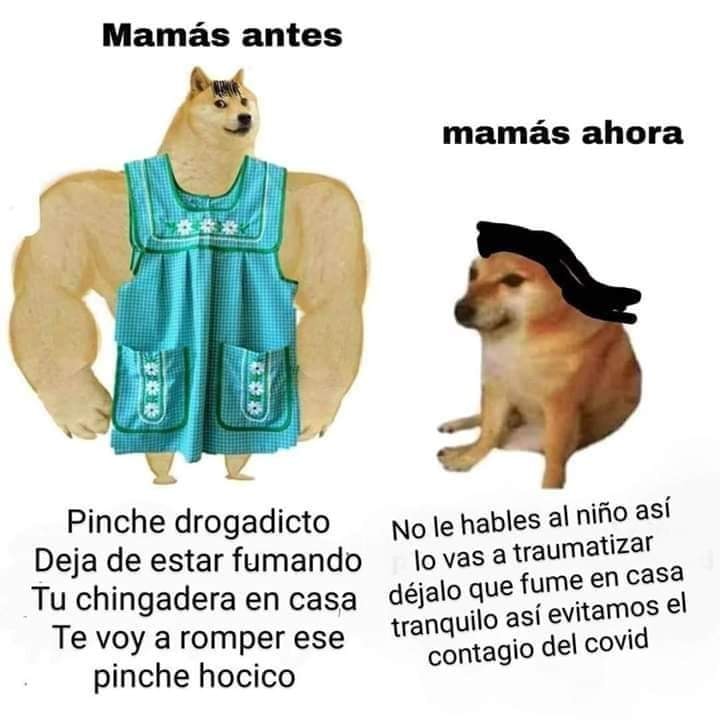 Mamás antes
mamás ahora
Pinche drogadicto
Deja de estar fumando
Tu chingadera en casa
Te voy a romper ese
pinche hocico
No le hables al niño así
lo vas a traumatizar
déjalo que fume en casa
tranquilo así evitamos el
contagio del covid